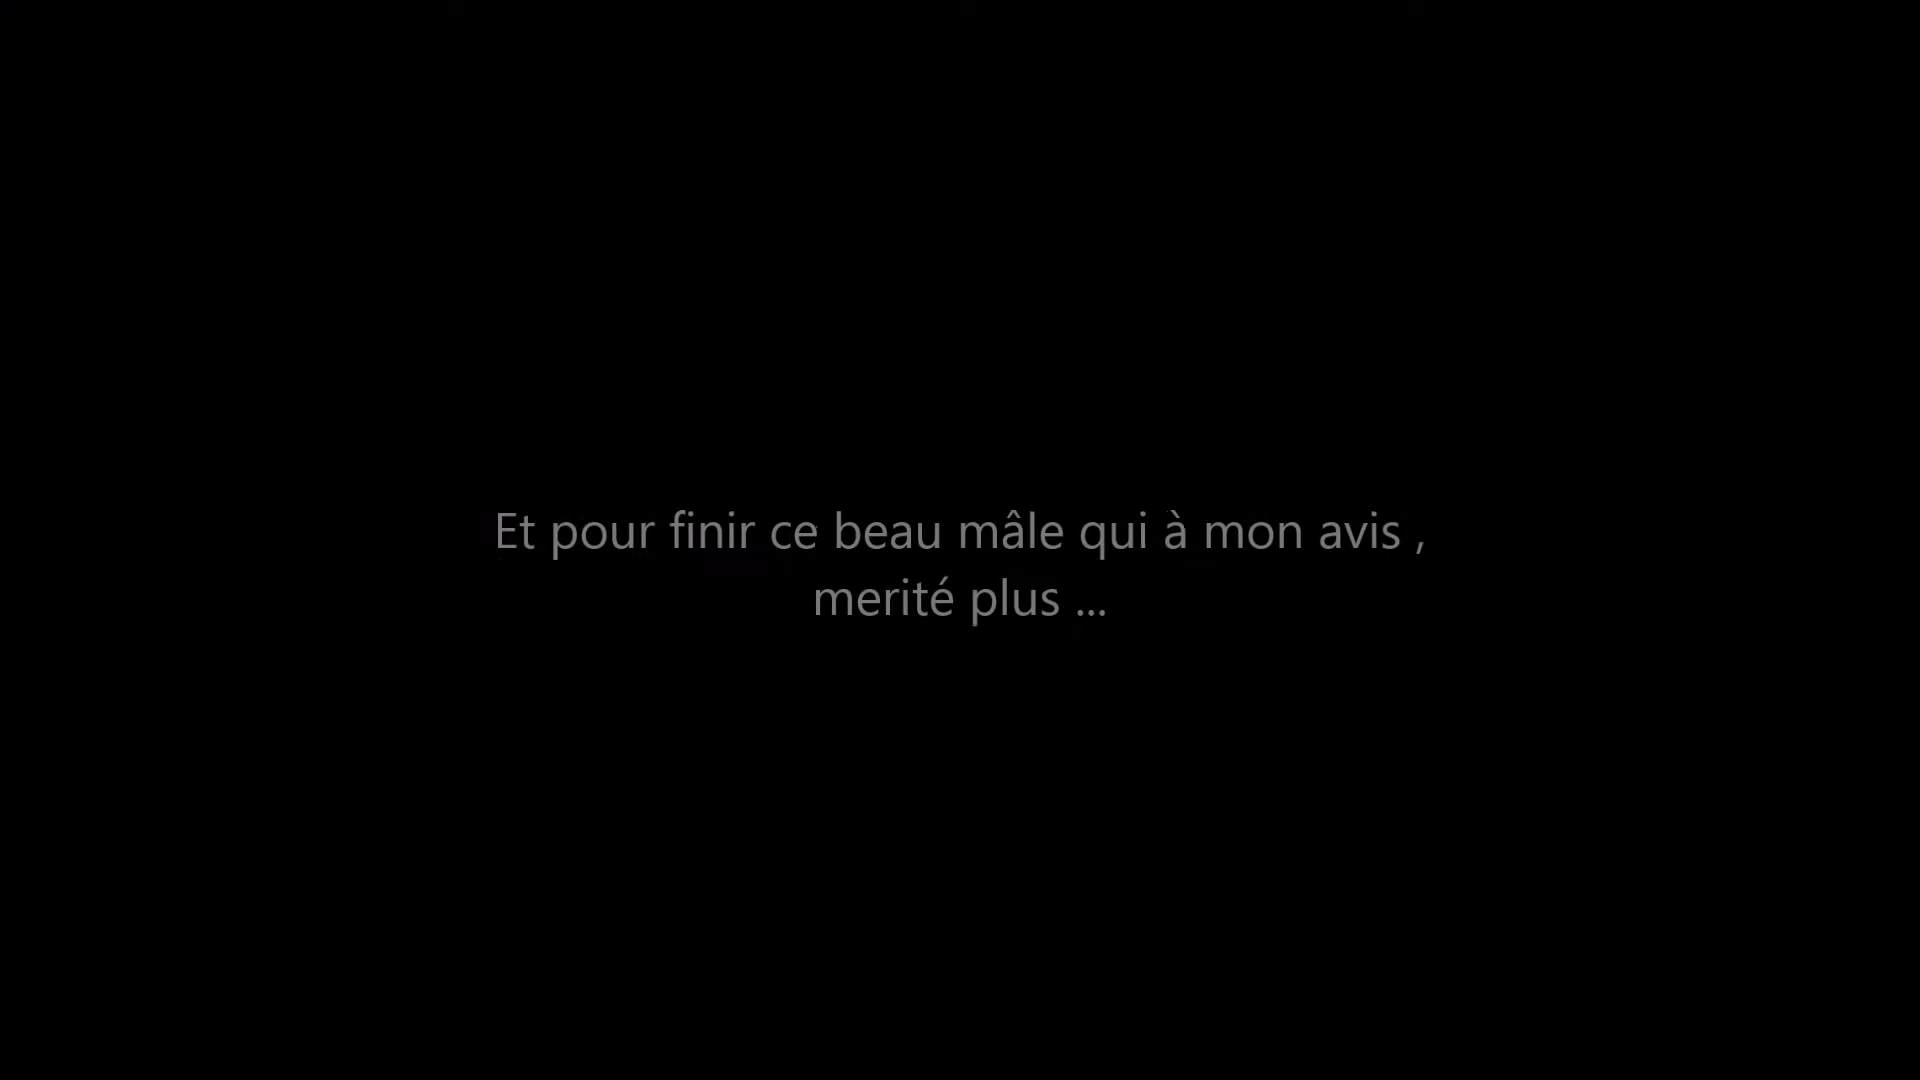 Et pour finir ce beau mâle qui à mon avis ,
merité plus ...